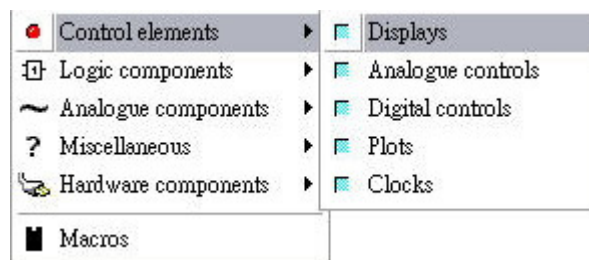 Control elements
Logic components
Analogue components
Miscellaneous
Hardware components
Macros
Displays
Analogue controls
Digital controls
Plots
Clocks